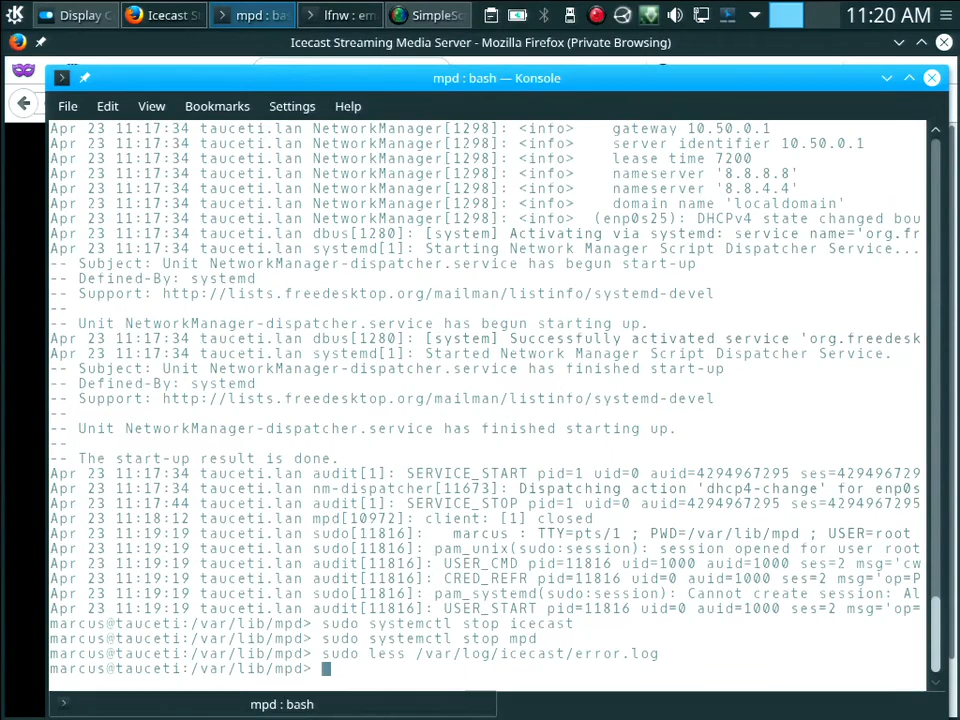 Display C
Icecast St
mpd : bas
lfnw : em
SimpleSc
11:20 AM
Icecast Streaming Media Server - Mozilla Firefox (Private Browsing)
mpd : bash — Konsole
File Edit View Bookmarks Settings Help
Apr 23 11:17:34 tauceti.lan NetworkManager[1298]: <info>    gateway 10.50.0.1
Apr 23 11:17:34 tauceti.lan NetworkManager[1298]: <info>    server identifier 10.50.0.1
Apr 23 11:17:34 tauceti.lan NetworkManager[1298]: <info>    lease time 7200
Apr 23 11:17:34 tauceti.lan NetworkManager[1298]: <info>    nameserver '8.8.8.8'
Apr 23 11:17:34 tauceti.lan NetworkManager[1298]: <info>    nameserver '8.8.4.4'
Apr 23 11:17:34 tauceti.lan NetworkManager[1298]: <info>    domain name 'localdomain'
Apr 23 11:17:34 tauceti.lan NetworkManager[1298]: <info>  (enp0s25): DHCPv4 state changed bou
Apr 23 11:17:34 tauceti.lan dbus[1280]: [system] Activating via systemd: service name='org.fr
Apr 23 11:17:34 tauceti.lan systemd[1]: Starting Network Manager Script Dispatcher Service...
-- Subject: Unit NetworkManager-dispatcher.service has begun start-up
-- Defined-By: systemd
-- Support: http://lists.freedesktop.org/mailman/listinfo/systemd-devel
--
-- Unit NetworkManager-dispatcher.service has begun starting up.
Apr 23 11:17:34 tauceti.lan dbus[1280]: [system] Successfully activated service 'org.freedesk
Apr 23 11:17:34 tauceti.lan systemd[1]: Started Network Manager Script Dispatcher Service.
-- Subject: Unit NetworkManager-dispatcher.service has finished start-up
-- Defined-By: systemd
-- Support: http://lists.freedesktop.org/mailman/listinfo/systemd-devel
--
-- Unit NetworkManager-dispatcher.service has finished starting up.
--
-- The start-up result is done.
Apr 23 11:17:34 tauceti.lan audit[1]: SERVICE_START pid=1 uid=0 auid=4294967295 ses=429496729
Apr 23 11:17:34 tauceti.lan nm-dispatcher[11673]: Dispatching action 'dhcp4-change' for enp0s
Apr 23 11:17:44 tauceti.lan audit[1]: SERVICE_STOP pid=1 uid=0 auid=4294967295 ses=4294967295
Apr 23 11:18:12 tauceti.lan mpd[10972]: client: [1] closed
Apr 23 11:19:19 tauceti.lan sudo[11816]:   marcus : TTY=pts/1 ; PWD=/var/lib/mpd ; USER=root
Apr 23 11:19:19 tauceti.lan sudo[11816]: pam_unix(sudo:session): session opened for user root
Apr 23 11:19:19 tauceti.lan audit[11816]: USER_CMD pid=11816 uid=1000 auid=1000 ses=2 msg='cw
Apr 23 11:19:19 tauceti.lan audit[11816]: CRED_REFR pid=11816 uid=0 auid=1000 ses=2 msg='op=P
Apr 23 11:19:19 tauceti.lan sudo[11816]: pam_systemd(sudo:session): Cannot create session: Al
Apr 23 11:19:19 tauceti.lan audit[11816]: USER_START pid=11816 uid=0 auid=1000 ses=2 msg='op=
marcus@tauceti:/var/lib/mpd> sudo systemctl stop icecast
marcus@tauceti:/var/lib/mpd> sudo systemctl stop mpd
marcus@tauceti:/var/lib/mpd> sudo less /var/log/icecast/error.log
marcus@tauceti:/var/lib/mpd>
mpd : bash